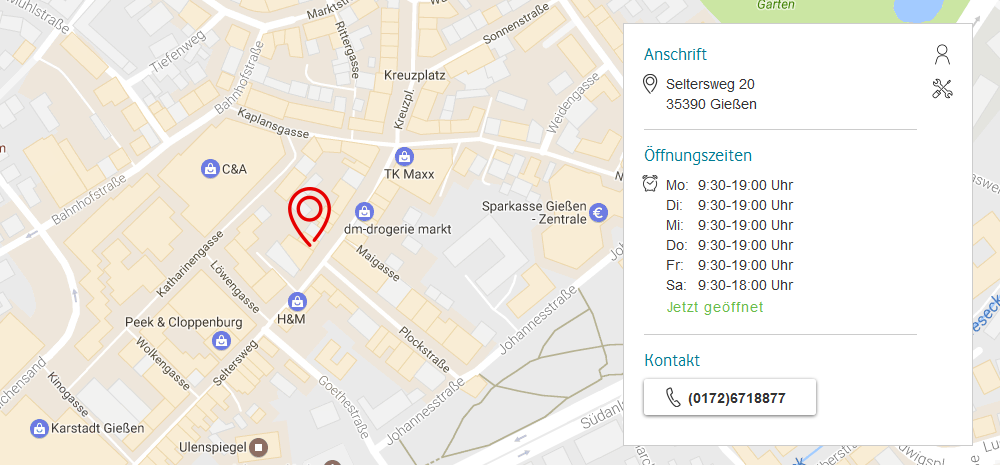 Garten
Marktstr
Rittergasse
Tiefenweg
Bahnhofstraße
Sonnenstraße
Kreuzplatz
Kreuzpl.
Weidengasse
Kaplansgasse
C&A
TK Maxx
Neuen
Bahnhofstraße
Sparkasse Gießen
- Zentrale
dm-drogerie markt
Katharinengasse
Maigasse
Löwengasse
H&M
Peek & Cloppenburg
Wolkengasse
Johannesstraße
Plockstraße
Seltersweg
Goethestraße
Kinogasse
Karstadt Gießen
Johannesstraße
Ulenspiegel
Südanl
Anschrift
Seltersweg 20
35390 Gießen
Öffnungszeiten
Mo: 9:30-19:00 Uhr
Di: 9:30-19:00 Uhr
Mi: 9:30-19:00 Uhr
Do: 9:30-19:00 Uhr
Fr: 9:30-19:00 Uhr
Sa: 9:30-18:00 Uhr
Jetzt geöffnet
Kontakt
(0172)6718877